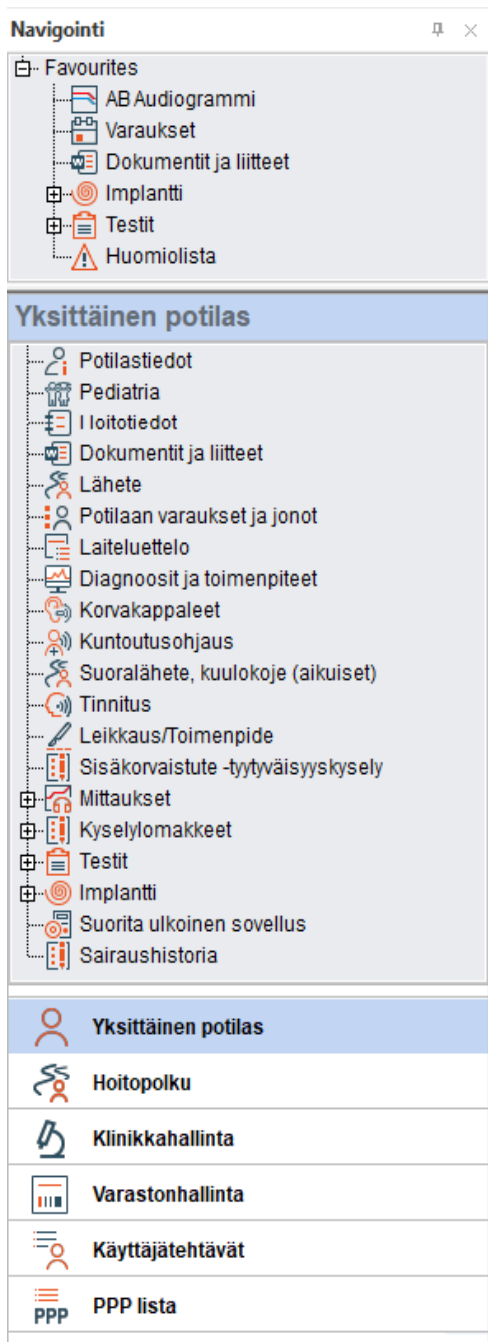 Navigointi
Favourites
AB Audiogrammi
Varaukset
Dokumentit ja liitteet
Implantti
Testit
Huomiolista
Yksittäinen potilas
Potilastiedot
Pediatria
Hoitotiedot
Dokumentit ja liitteet
Lähete
Potilaan varaukset ja jonot
Laiteluettelo
Diagnoosit ja toimenpiteet
Korvakappaleet
Kuntoutusohjaus
Suoralähete, kuulokoje (aikuiset)
Tinnitus
Leikkaus/Toimenpide
Sisäkorvaistute -tyytyväisyyskysely
Mittaukset
Kyselylomakkeet
Testit
Implantti
Suorita ulkoinen sovellus
Sairaushistoria
Yksittäinen potilas
Hoitopolku
Klinikkahallinta
Varastonhallinta
Käyttäjätehtävät
PPP PPP lista